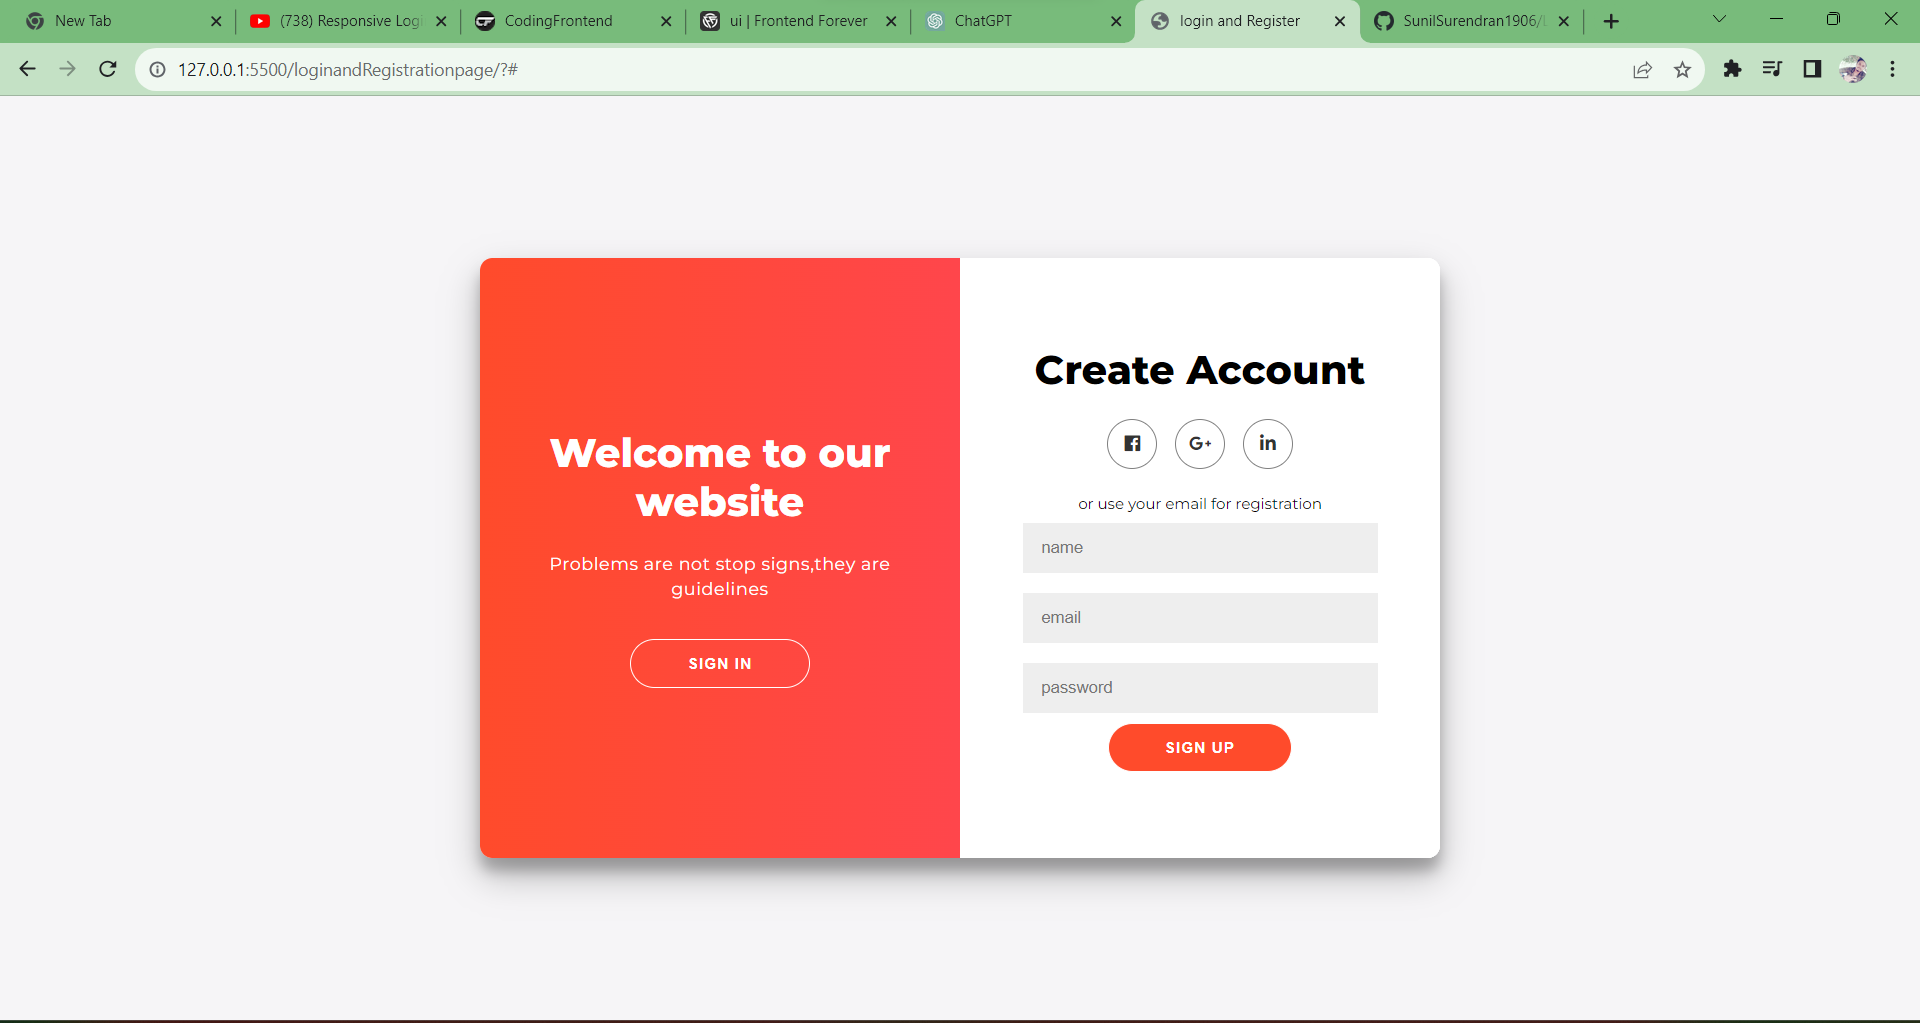 New Tab
(738) Responsive Logi
CodingFrontend
ui | Frontend Forever
ChatGPT
login and Register
SunilSurendran1906/
127.0.0.1:5500/loginandRegistrationpage/?#
Welcome to our
website
Problems are not stop signs,they are
guidelines
SIGN IN
Create Account
G+
in
or use your email for registration
name
email
password
SIGN UP